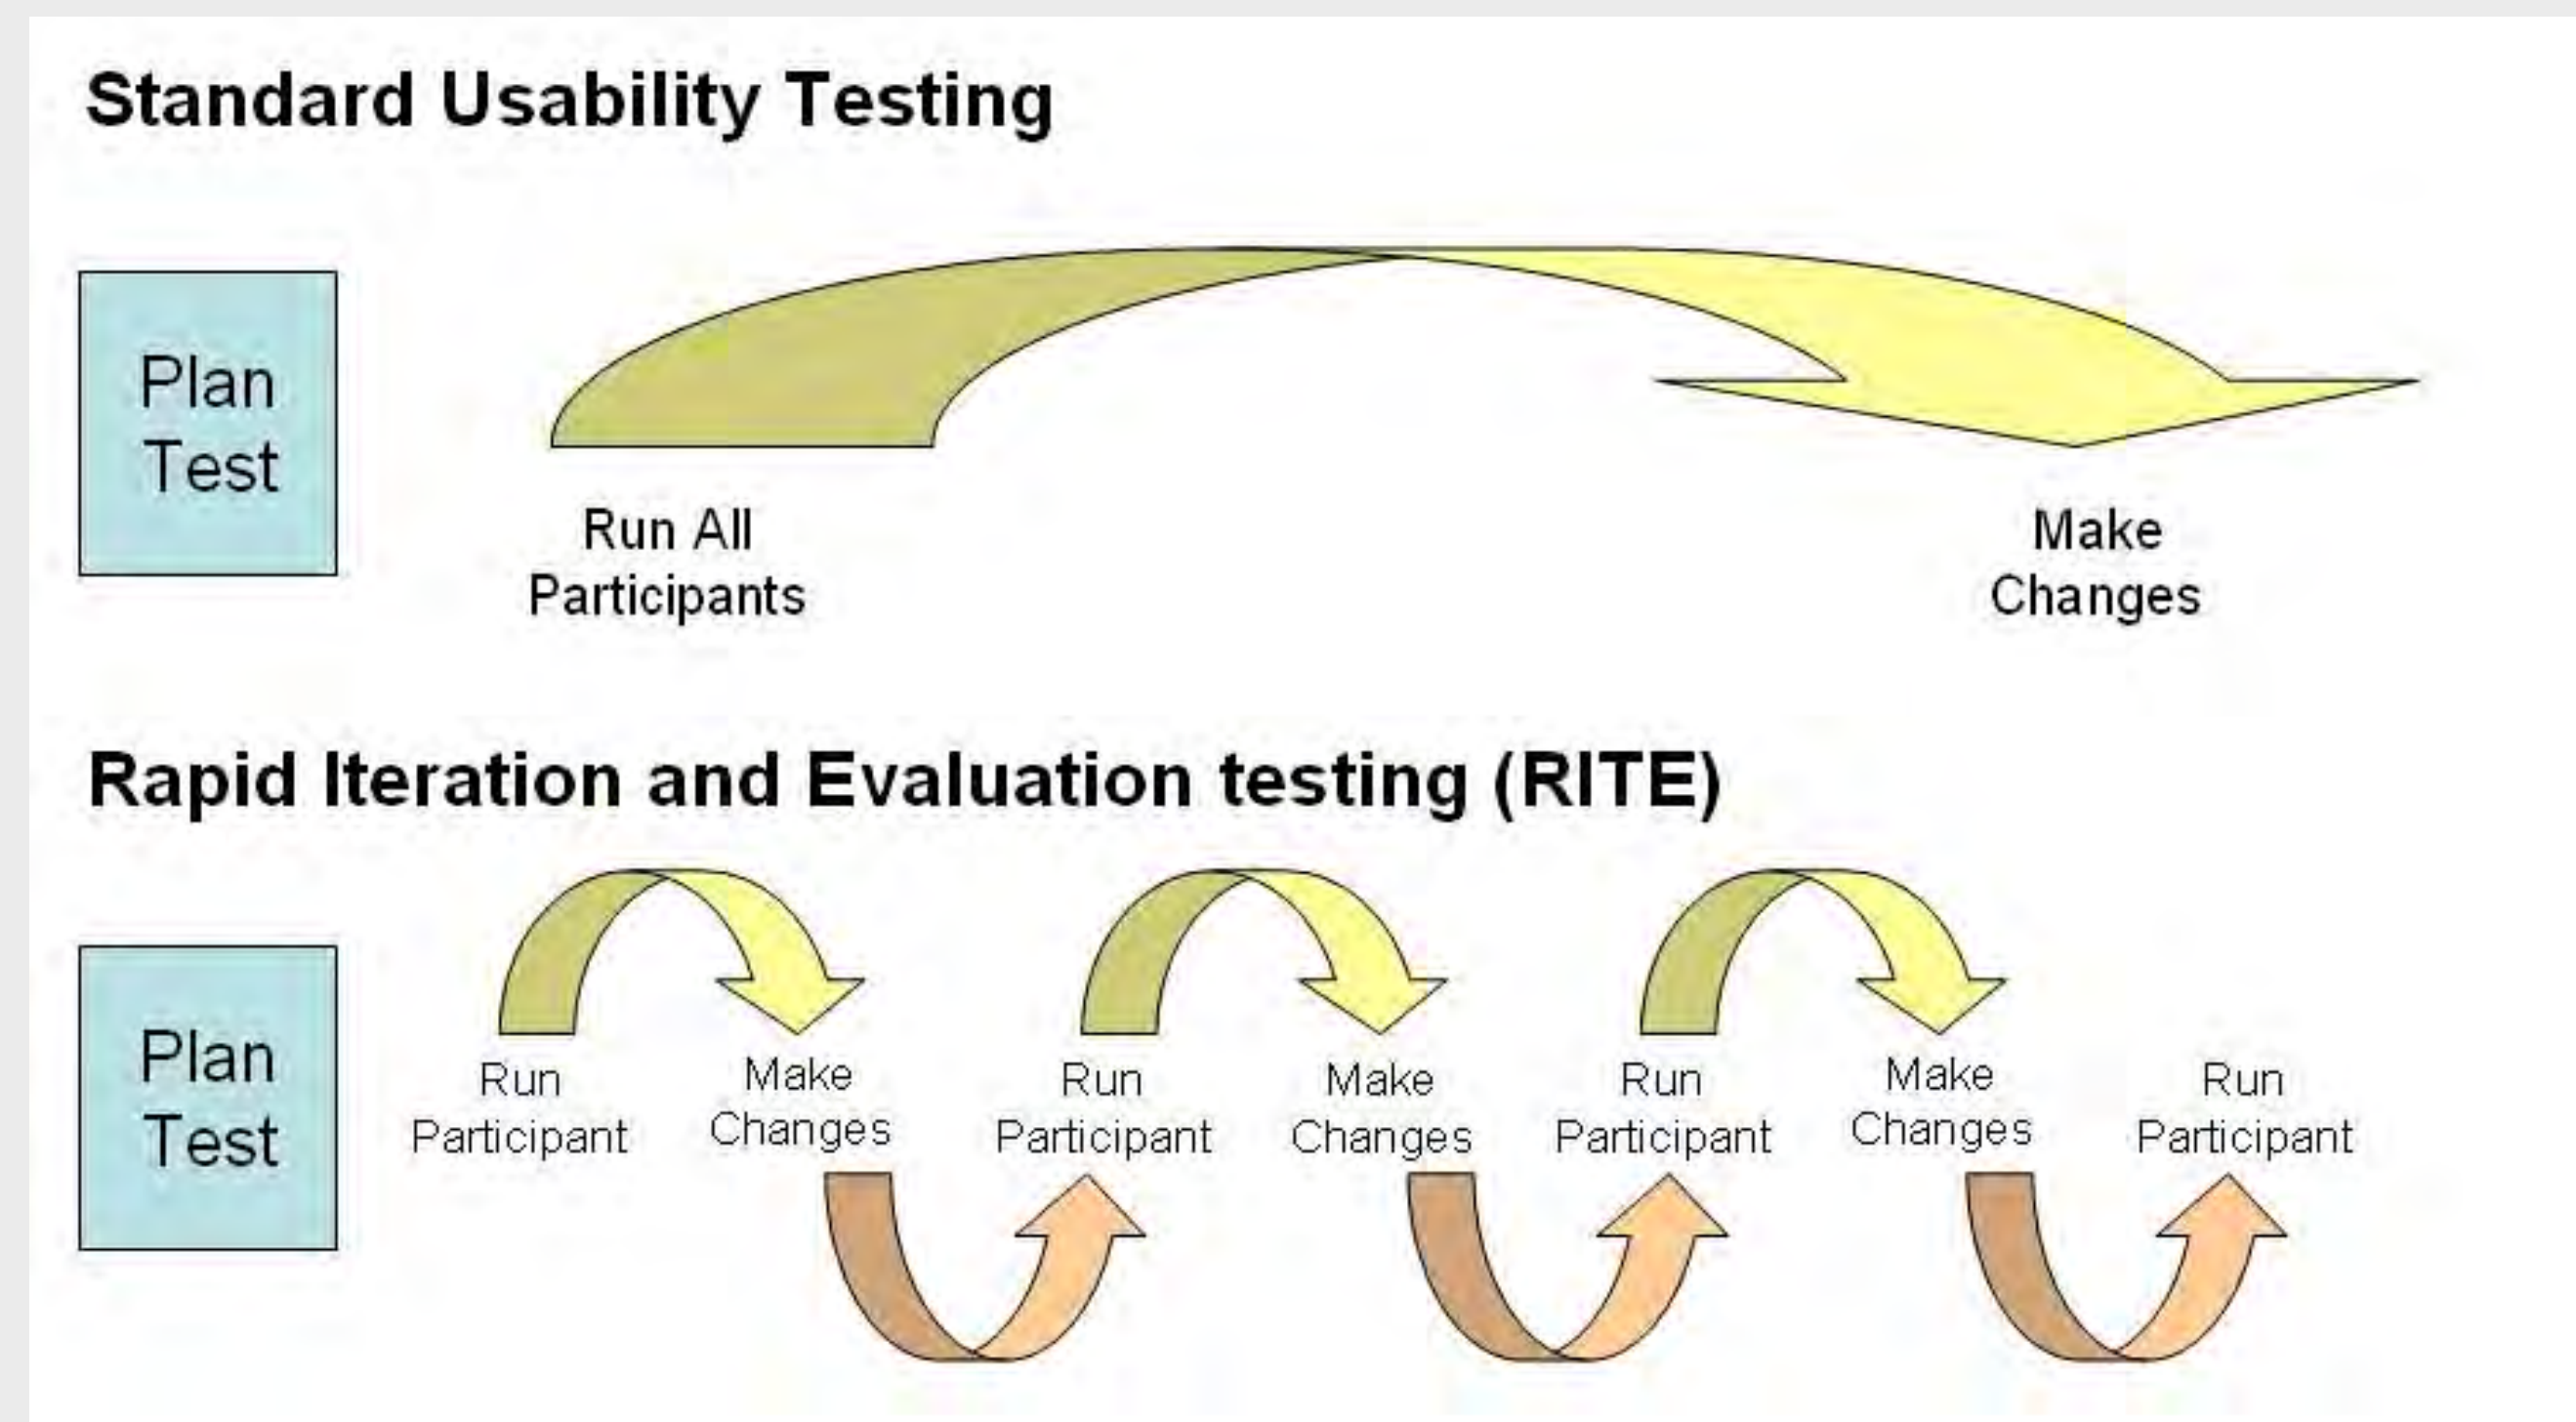 Standard Usability Testing
Plan
Test
Run All
Participants
Make
Changes
Rapid Iteration and Evaluation testing (RITE)
Plan
Test
Run
Participant
Make
Changes
Run
Participant
Make
Changes
Run
Participant
Make
Changes
Run
Participant